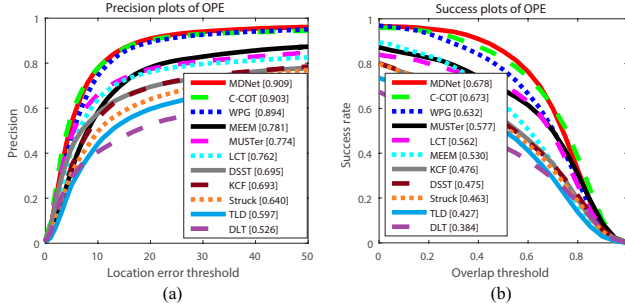 Precision plots of OPE
1
0.8
0.6
0.4
0.2
0
Precision
MDNet [0.909]
C-COT [0.903]
WPG [0.894]
MEEM [0.781]
MUSTer [0.774]
LCT [0.762]
DSST [0.695]
KCF [0.693]
Struck [0.640]
TLD [0.597]
DLT [0.526]
0 10 20 30 40 50
Location error threshold
(a)
Success plots of OPE
1
0.8
0.6
0.4
0.2
0
Success rate
MDNet [0.678]
C-COT [0.673]
WPG [0.632]
MUSTer [0.577]
LCT [0.562]
MEEM [0.530]
KCF [0.476]
DSST [0.475]
Struck [0.463]
TLD [0.427]
DLT [0.384]
0 0.2 0.4 0.6 0.8
Overlap threshold
(b)